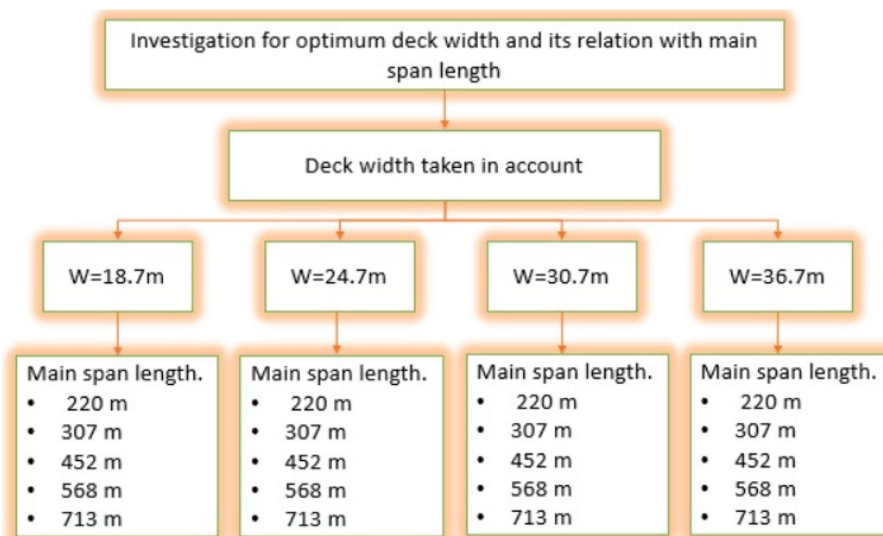 Investigation for optimum deck width and its relation with main
span length
Deck width taken in account
W=18.7m
W=24.7m
W=30.7m
W=36.7m
Main span length.
• 220 m
• 307 m
• 452 m
• 568 m
• 713 m
Main span length.
• 220 m
• 307 m
• 452 m
• 568 m
• 713 m
Main span length.
• 220 m
• 307 m
• 452 m
• 568 m
• 713 m
Main span length.
• 220 m
• 307 m
• 452 m
• 568 m
• 713 m